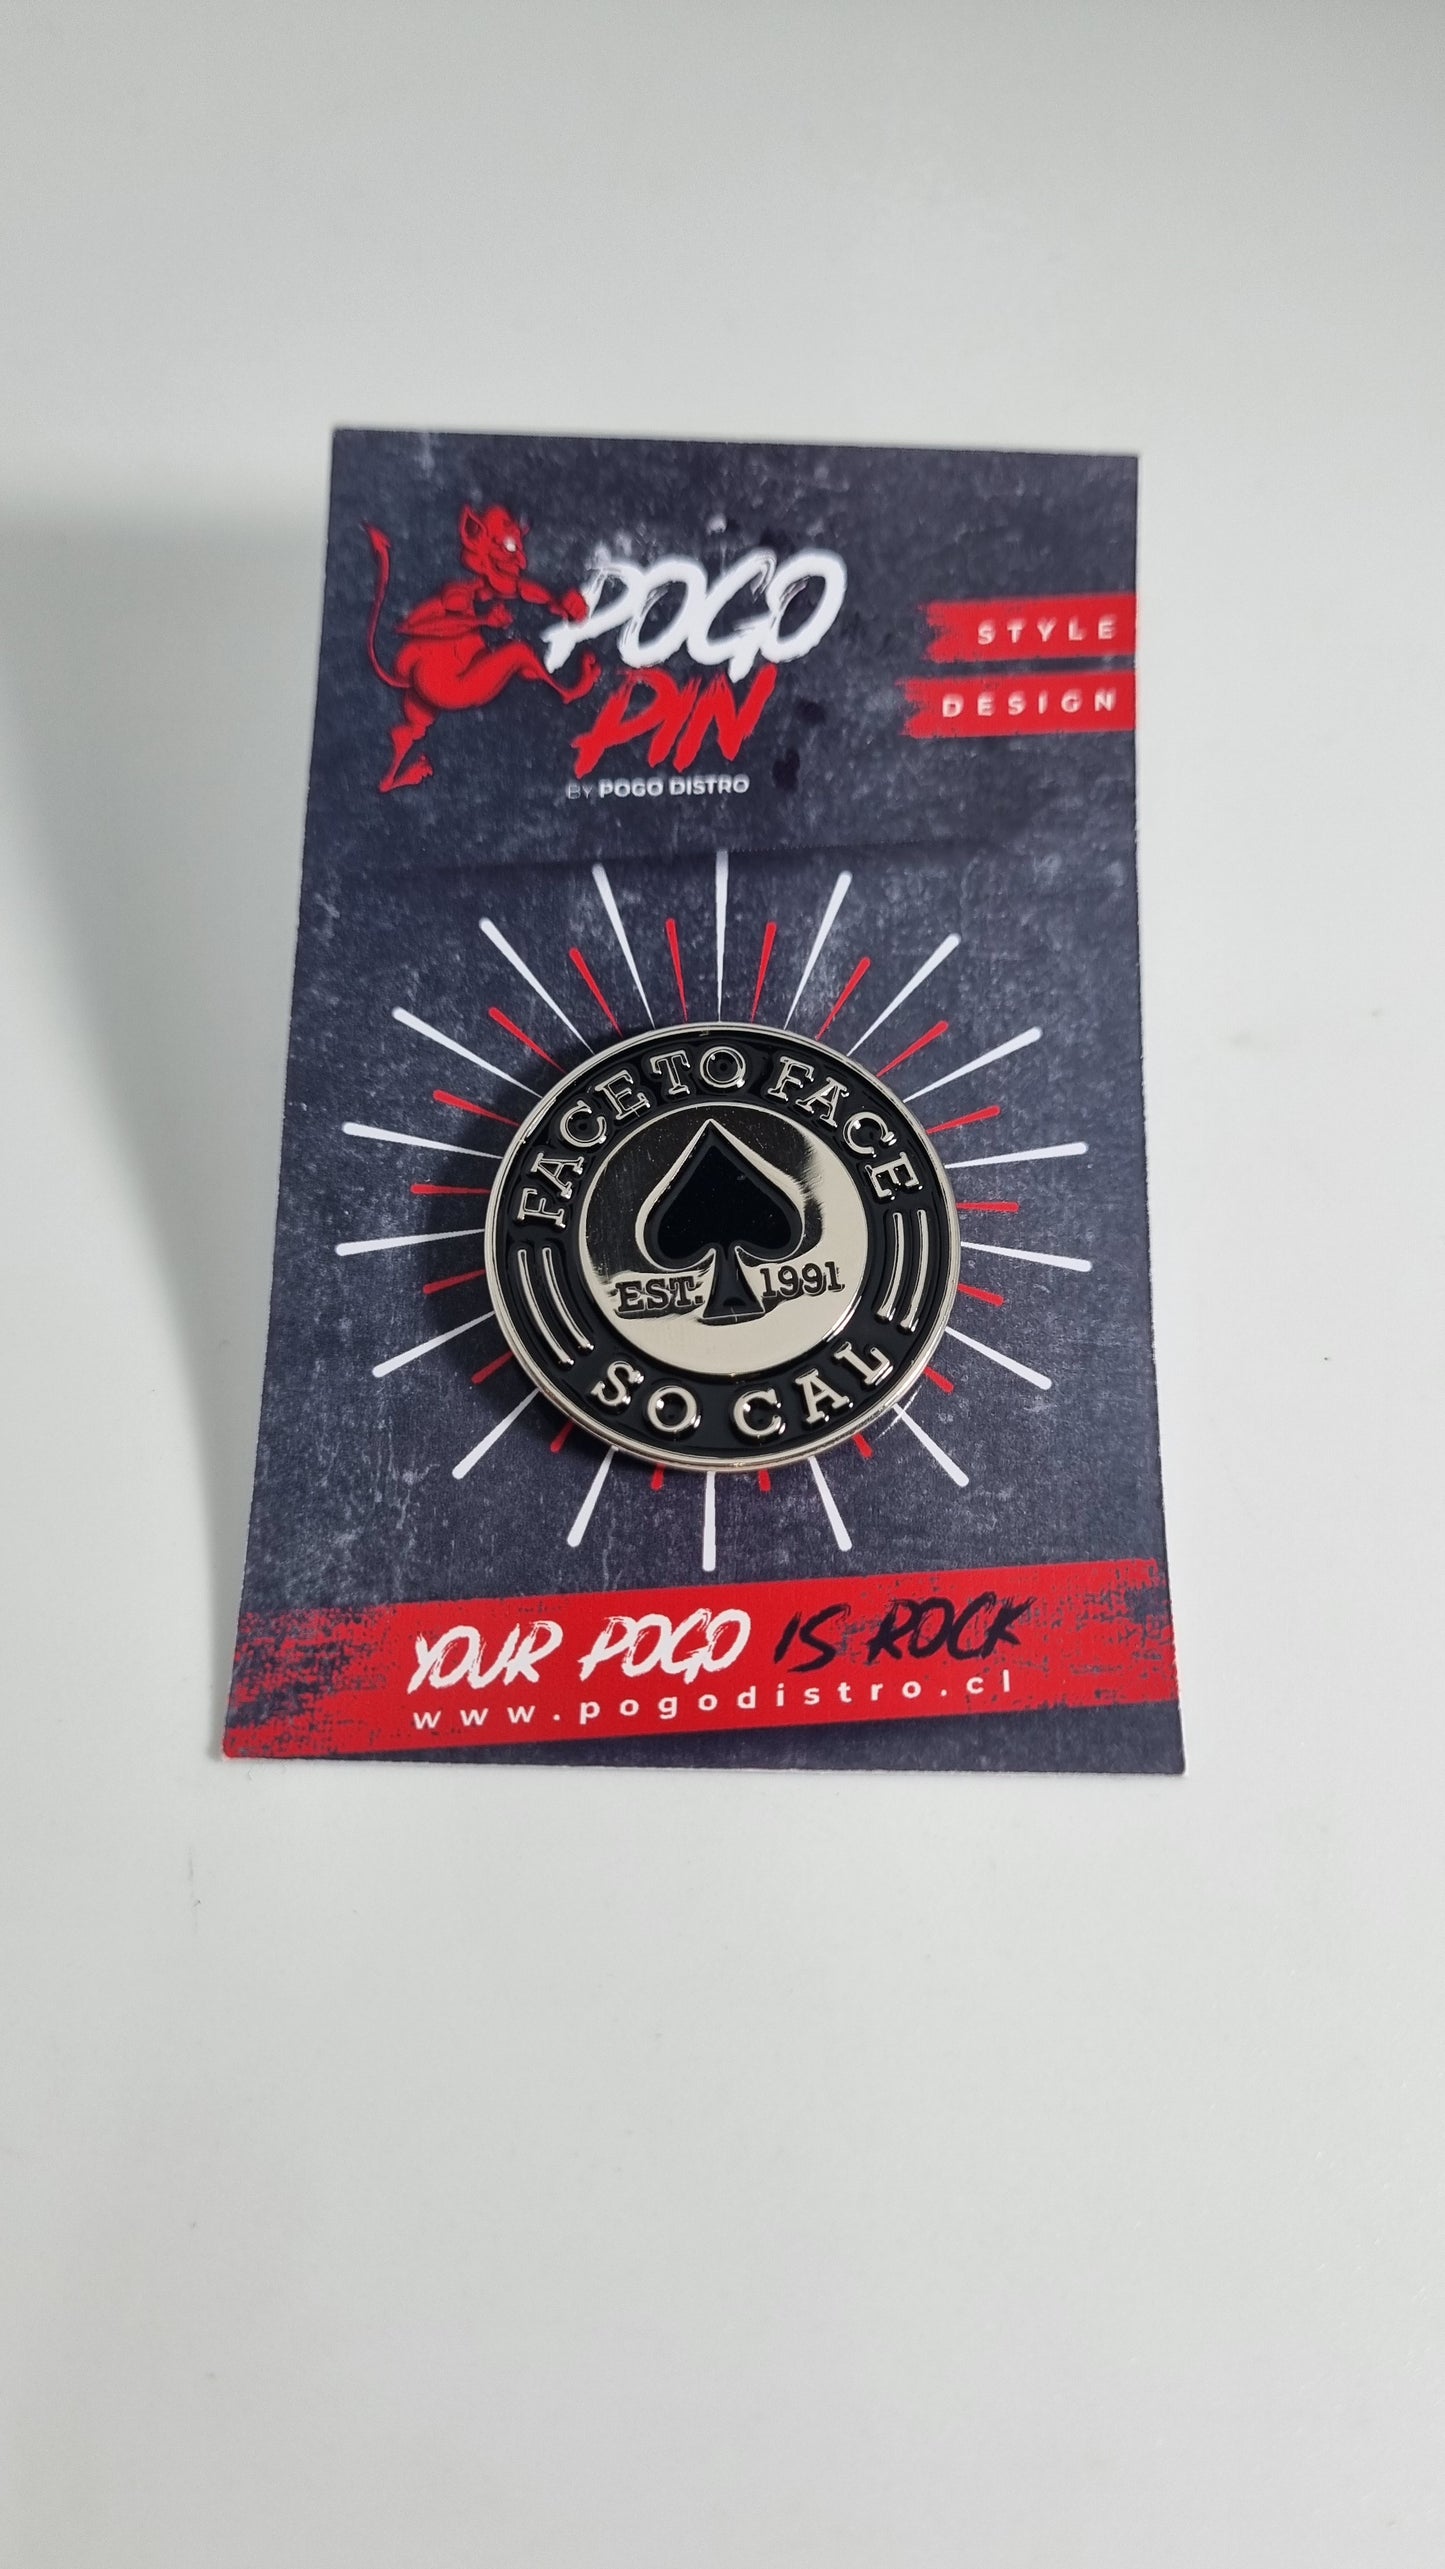 POGO
PIN
BY POGO DISTRO
STYLE
DESIGN
FACE TO FACE
EST. 1991
SO CAL
YOUR POGO IS ROCK
www.pogodistro.cl